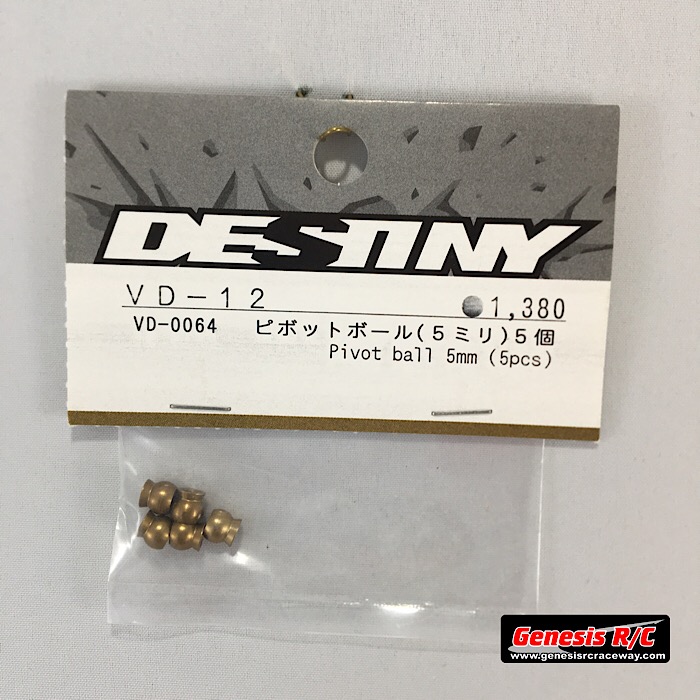 DESTINY
VD-12 ●1,380
VD-0064 ピボットボール(5ミリ)5個
Pivot ball 5mm (5pcs)
Genesis R/C
www.genesisrcraceway.com